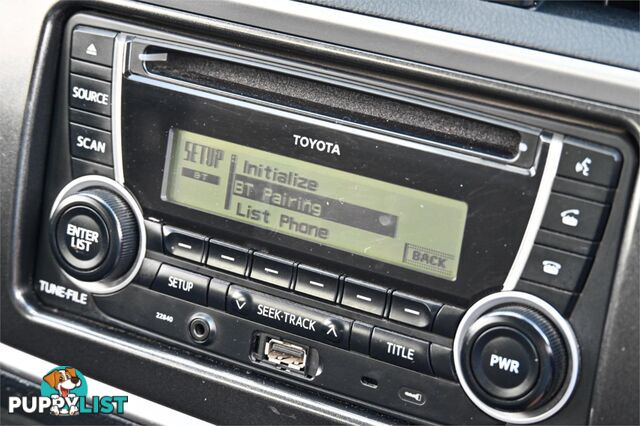 TOYOTA
SOURCE
SCAN
ENTER
LIST
TUNE•FILE
SETUP
BT
Initialize
BT Pairing
List Phone
BACK
SETUP
SEEK•TRACK
TITLE
PWR
22840
PUPPYLIST